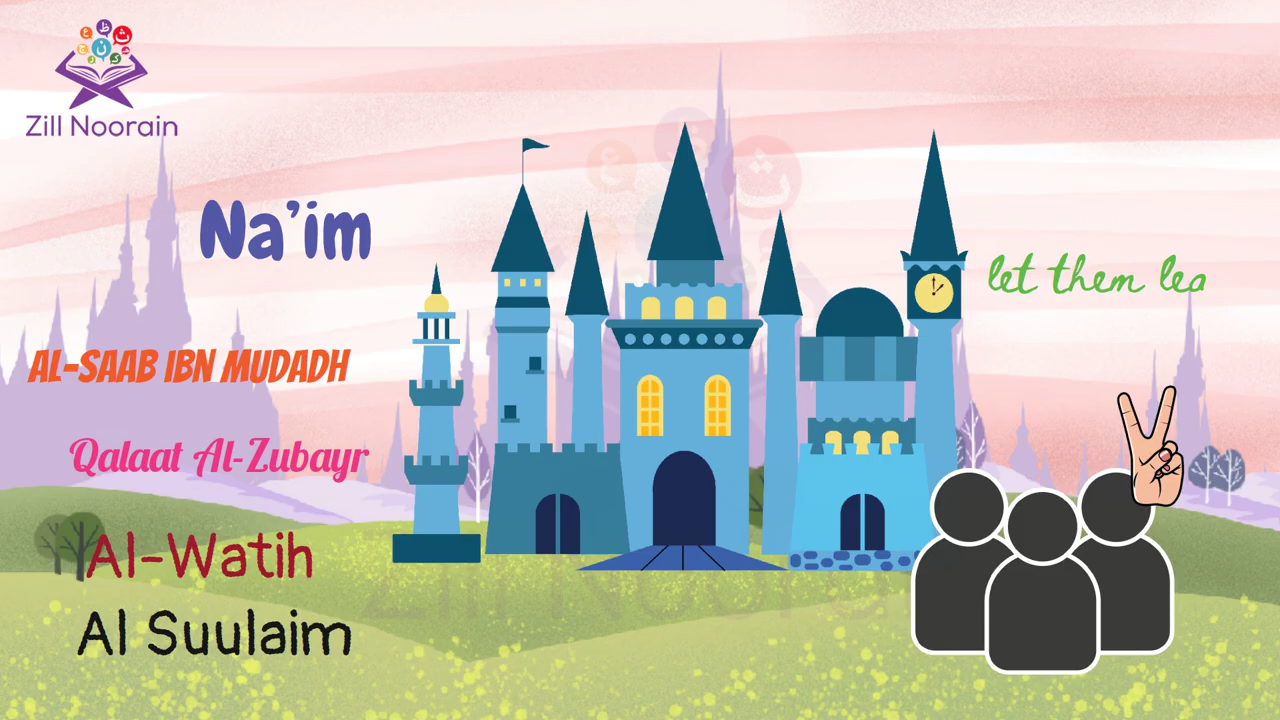 Zill Noorain
Na'im
AL-SAAB IBN MUDADH
Qalaat Al-Zubayr
Al-Watih
Al Suulaim
let them lea